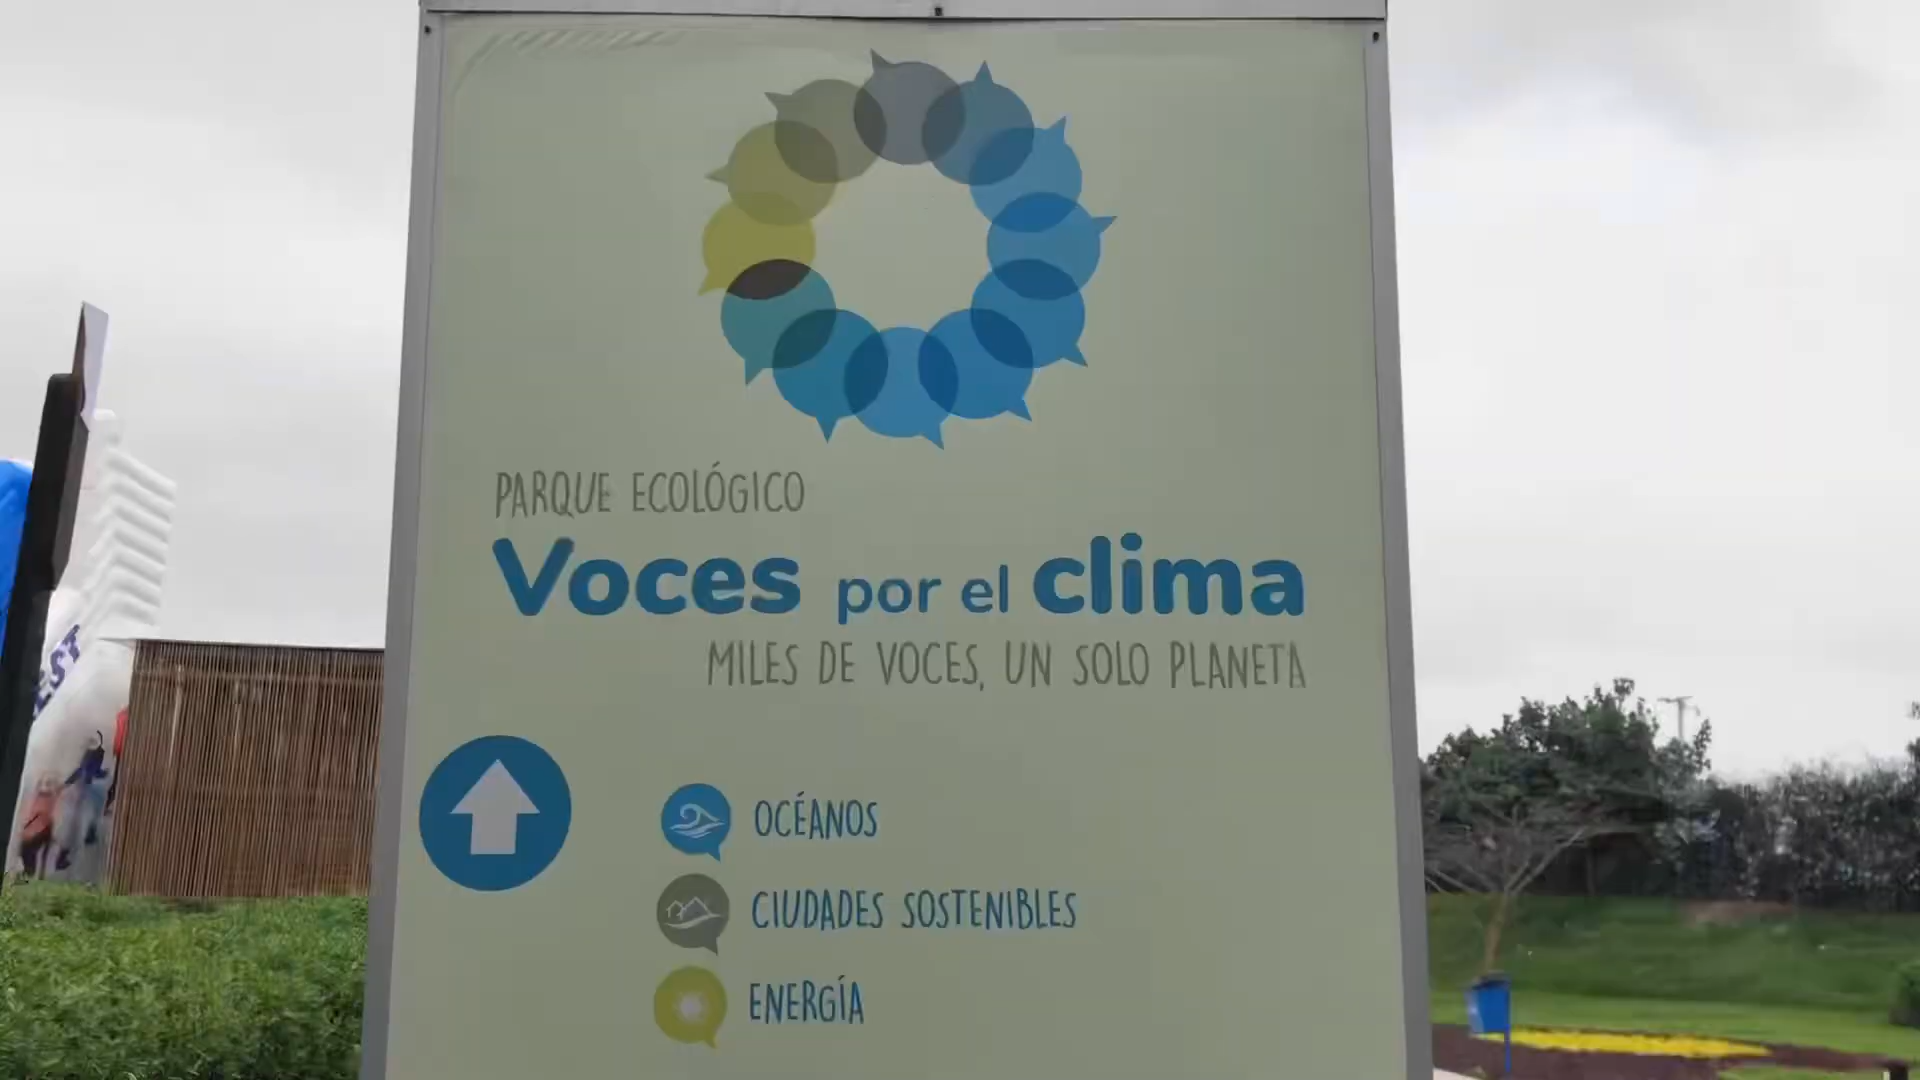 PARQUE ECOLÓGICO
Voces por el clima
MILES DE VOCES, UN SOLO PLANETA
OCÉANOS
CIUDADES SOSTENIBLES
ENERGÍA